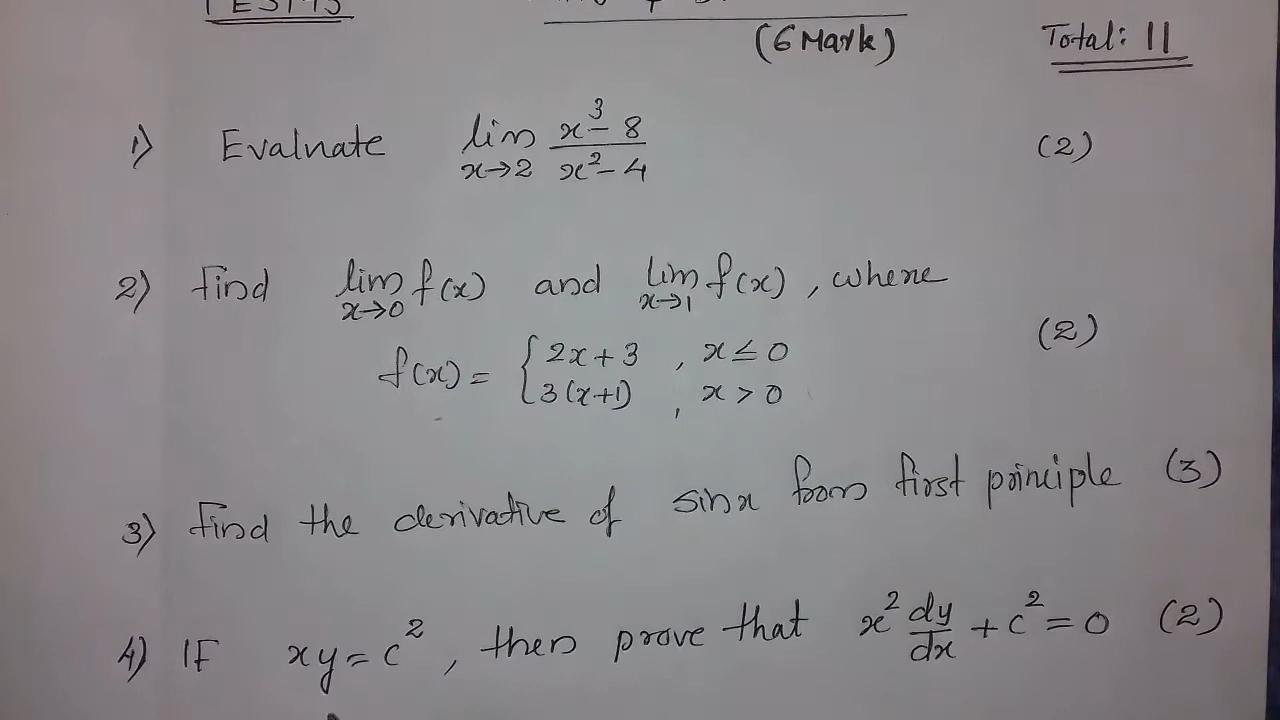 (6 Mark) Total: 11
1) Evaluate lim x→2 x³-8 / x²-4 (2)
2) Find lim x→0 f(x) and lim x→1 f(x), where
f(x) = { 2x+3 , x ≤ 0 (2)
3(x+1) , x > 0
3) Find the derivative of sinx from first principle (3)
4) IF xy = c², then prove that x² dy/dx + c² = 0 (2)